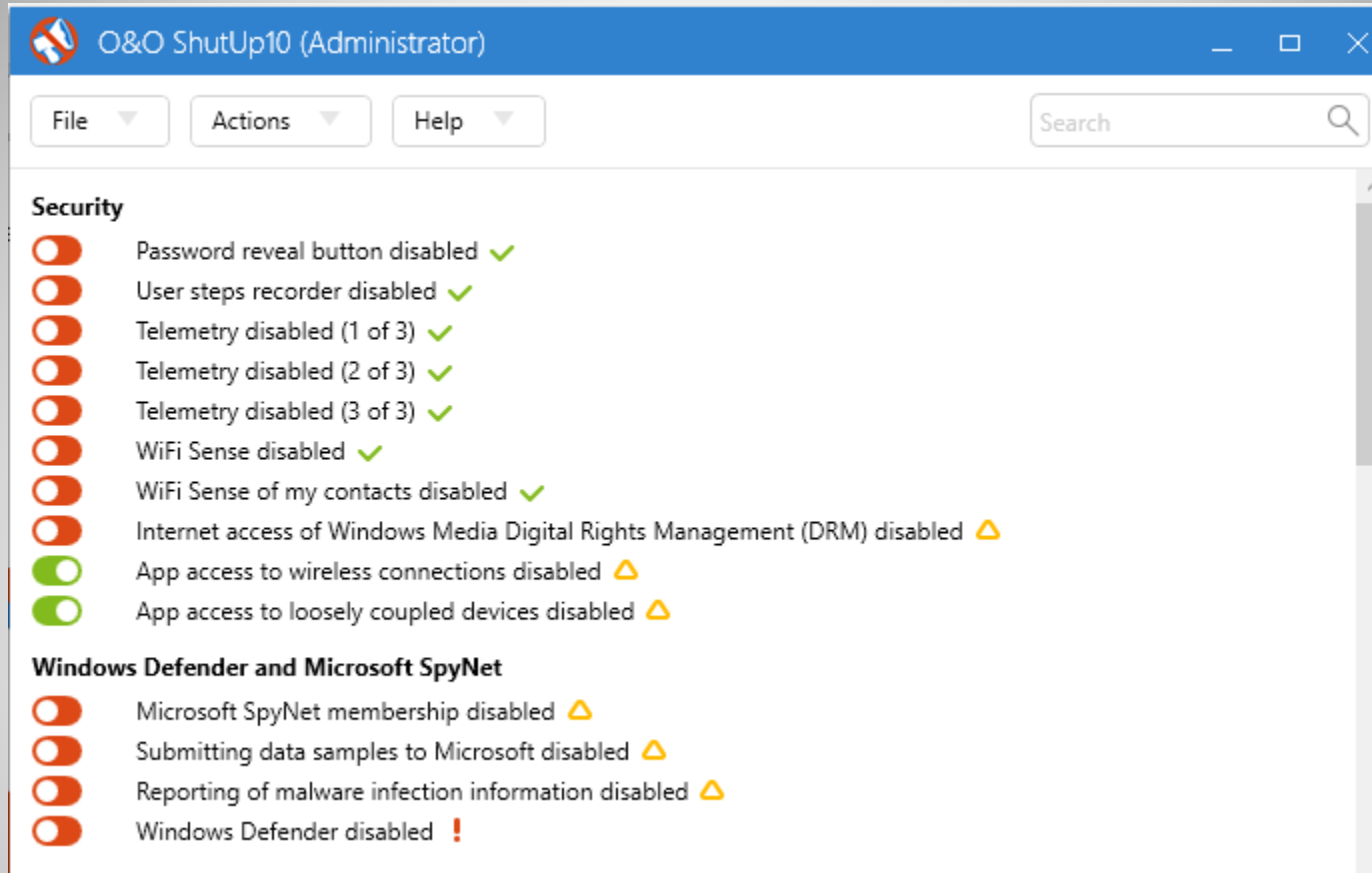 O&O ShutUp10 (Administrator)
File Actions Help Search
Security
Password reveal button disabled
User steps recorder disabled
Telemetry disabled (1 of 3)
Telemetry disabled (2 of 3)
Telemetry disabled (3 of 3)
WiFi Sense disabled
WiFi Sense of my contacts disabled
Internet access of Windows Media Digital Rights Management (DRM) disabled
App access to wireless connections disabled
App access to loosely coupled devices disabled
Windows Defender and Microsoft SpyNet
Microsoft SpyNet membership disabled
Submitting data samples to Microsoft disabled
Reporting of malware infection information disabled
Windows Defender disabled !